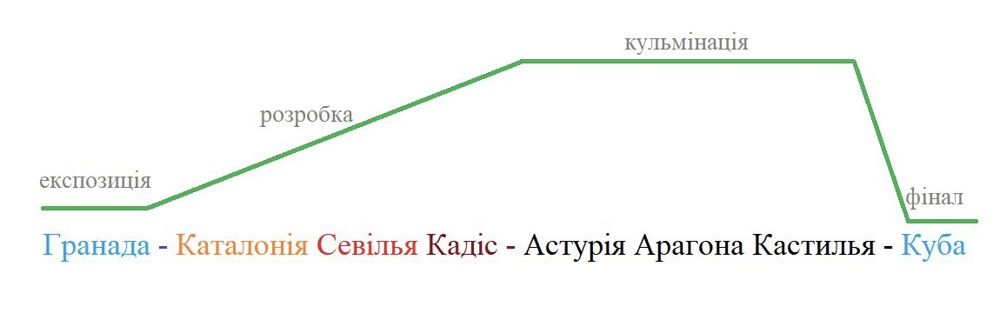 кульмінація
розробка
експозиція
фінал
Гранада - Каталонія Севілья Кадіс - Астурія Арагона Кастилья - Куба